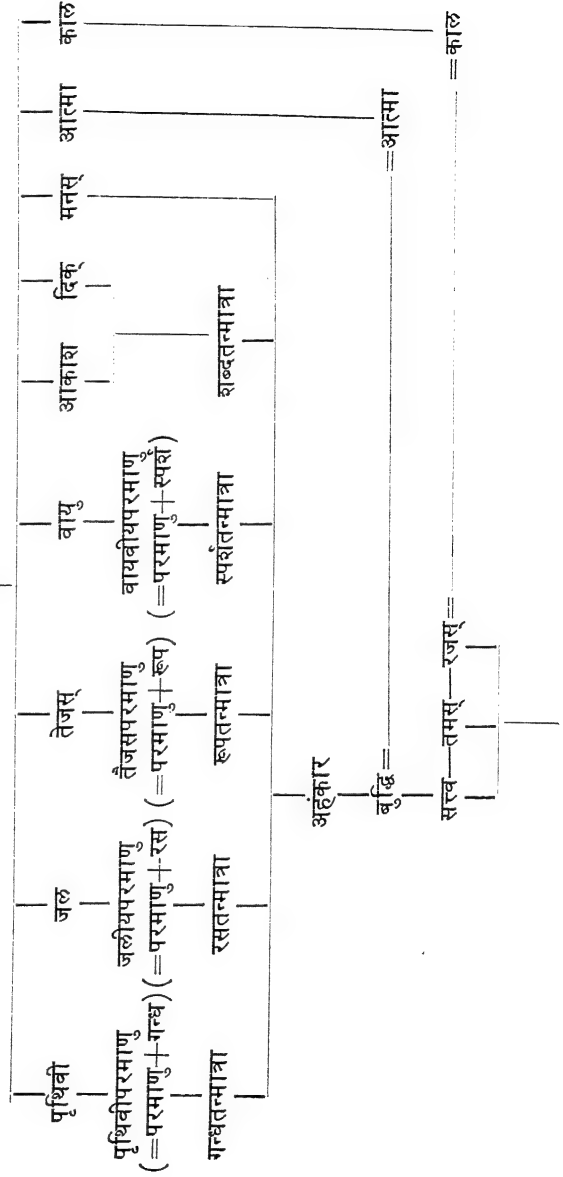 पृथिवी जल तेजस् वायु आकाश दिक् मनस् आत्मा काल
पृथिवीपरमाणु जलीयपरमाणु तैजसपरमाणु वायवीयपरमाणु
(=परमाणु+गन्ध) (=परमाणु+रस) (=परमाणु+रूप) (=परमाणु+स्पर्श)
गन्धतन्मात्रा रसतन्मात्रा रूपतन्मात्रा स्पर्शतन्मात्रा शब्दतन्मात्रा
अहंकार
बुद्धि = =आत्मा
सत्त्व—तमस्—रजस्= =काल